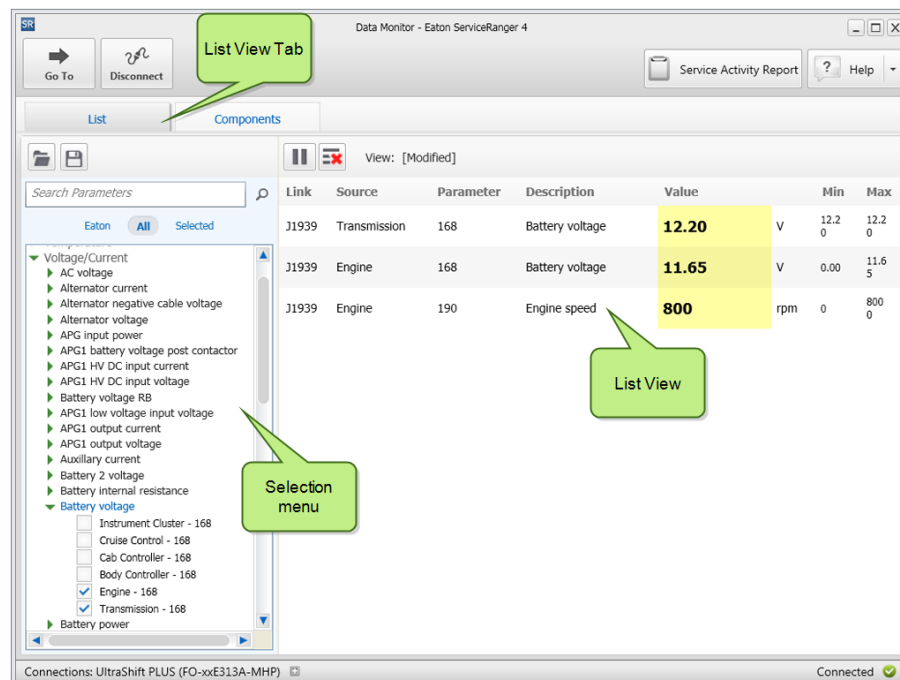 SR
Data Monitor - Eaton ServiceRanger 4
Go To
Disconnect
List View Tab
Service Activity Report
?
Help
List
Components
View: [Modified]
Search Parameters
Eaton
All
Selected
Link Source Parameter Description Value Min Max
J1939 Transmission 168 Battery voltage 12.20 V 12.2 12.2
0 0
J1939 Engine 168 Battery voltage 11.65 V 0.00 11.6
5
J1939 Engine 190 Engine speed 800 rpm 0 800
0
List View
Voltage/Current
AC voltage
Alternator current
Alternator negative cable voltage
Alternator voltage
APG input power
APG1 battery voltage post contactor
APG1 HV DC input current
APG1 HV DC input voltage
Battery voltage RB
APG1 low voltage input voltage
APG1 output current
APG1 output voltage
Auxillary current
Battery 2 voltage
Battery internal resistance
Battery voltage
Instrument Cluster - 168
Cruise Control - 168
Cab Controller - 168
Body Controller - 168
Engine - 168
Transmission - 168
Battery power
Selection
menu
Connections: UltraShift PLUS (FO-xxE313A-MHP)
Connected